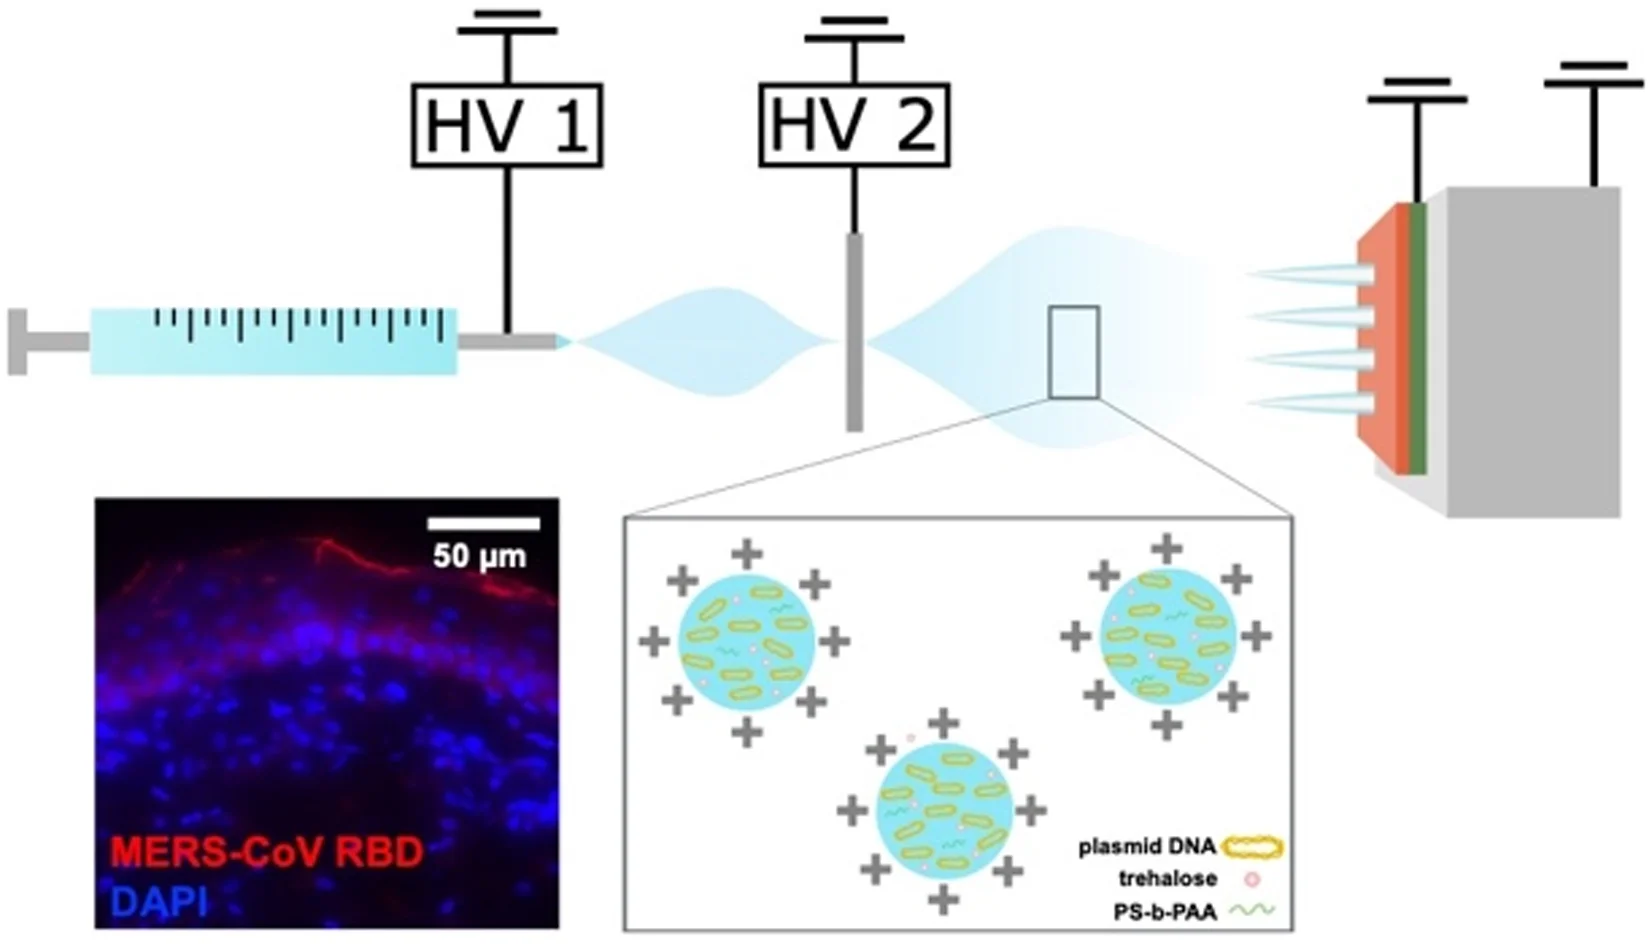 HV 1
HV 2
50 µm
MERS-CoV RBD
DAPI
plasmid DNA
trehalose
PS-b-PAA